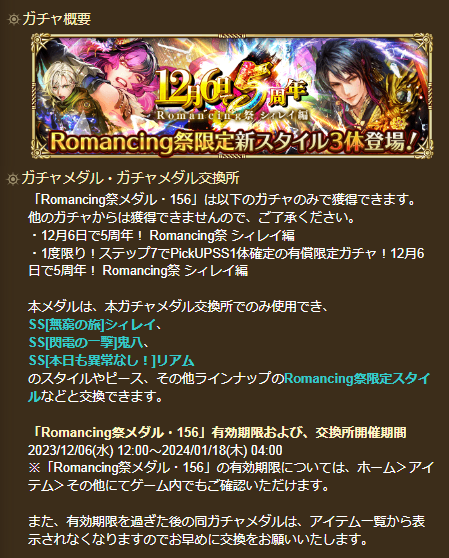 ガチャ概要
12月6日で5周年
Romancing祭 シィレイ編
Romancing祭限定新スタイル3体登場!
ガチャメダル・ガチャメダル交換所
「Romancing祭メダル・156」は以下のガチャのみで獲得できます。
他のガチャからは獲得できませんので、ご了承ください。
・12月6日で5周年! Romancing祭 シィレイ編
・1度限り!ステップ7でPickUPSS1体確定の有償限定ガチャ!12月6
日で5周年! Romancing祭 シィレイ編
本メダルは、本ガチャメダル交換所でのみ使用でき、
SS[無窮の旅]シィレイ、
SS[閃電の一撃]鬼八、
SS[本日も異常なし!]リアム
のスタイルやピース、その他ラインナップのRomancing祭限定スタイ
ルなどと交換できます。
「Romancing祭メダル・156」有効期限および、交換所開催期間
2023/12/06(水) 12:00~2024/01/18(木) 04:00
※「Romancing祭メダル・156」の有効期限については、ホーム>アイ
テム>その他にてゲーム内でもご確認いただけます。
また、有効期限を過ぎた後の同ガチャメダルは、アイテム一覧から表
示されなくなりますのでお早めに交換をお願いいたします。